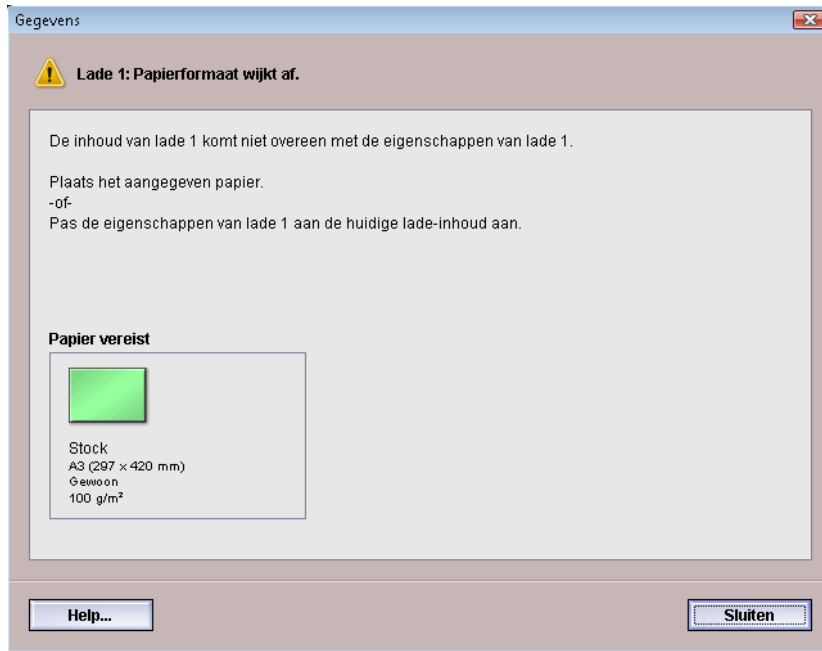 Gegevens
Lade 1: Papierformaat wijkt af.
De inhoud van lade 1 komt niet overeen met de eigenschappen van lade 1.
Plaats het aangegeven papier.
-of-
Pas de eigenschappen van lade 1 aan de huidige lade-inhoud aan.
Papier vereist
Stock
A3 (297 × 420 mm)
Gewoon
100 g/m²
Help...
Sluiten